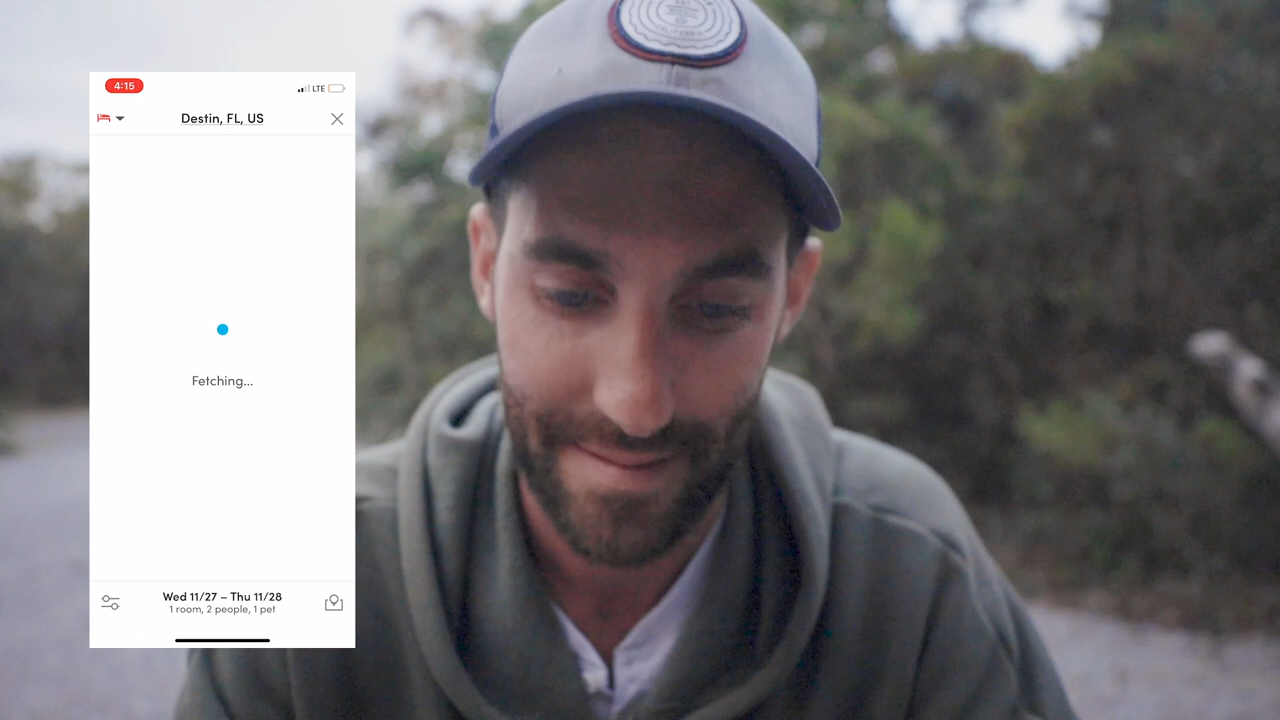 4:15
LTE
Destin, FL, US
Fetching...
Wed 11/27 – Thu 11/28
1 room, 2 people, 1 pet